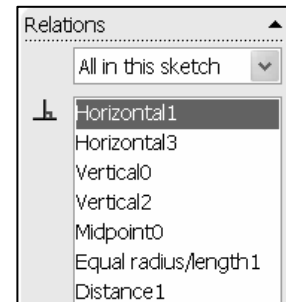 Relations
All in this sketch
Horizontal1
Horizontal3
Vertical0
Vertical2
Midpoint0
Equal radius/length1
Distance1